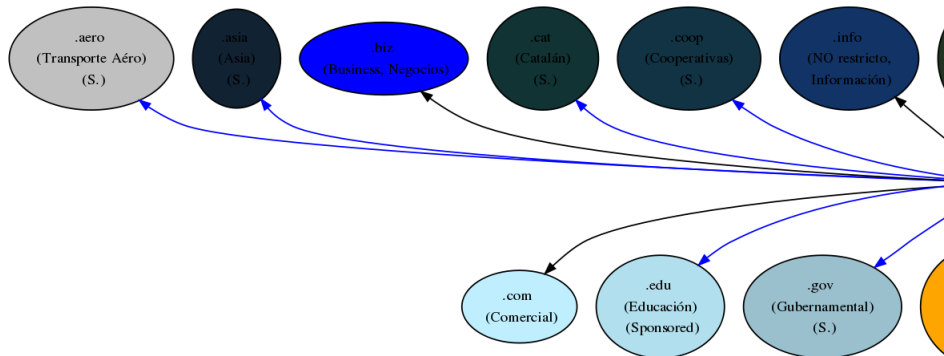 .aero
(Transporte Aéro)
(S.)
.asia
(Asia)
(S.)
.biz
(Business, Negocios)
.cat
(Catalán)
(S.)
.coop
(Cooperativas)
(S.)
.info
(NO restricto,
Información)
.com
(Comercial)
.edu
(Educación)
(Sponsored)
.gov
(Gubernamental)
(S.)